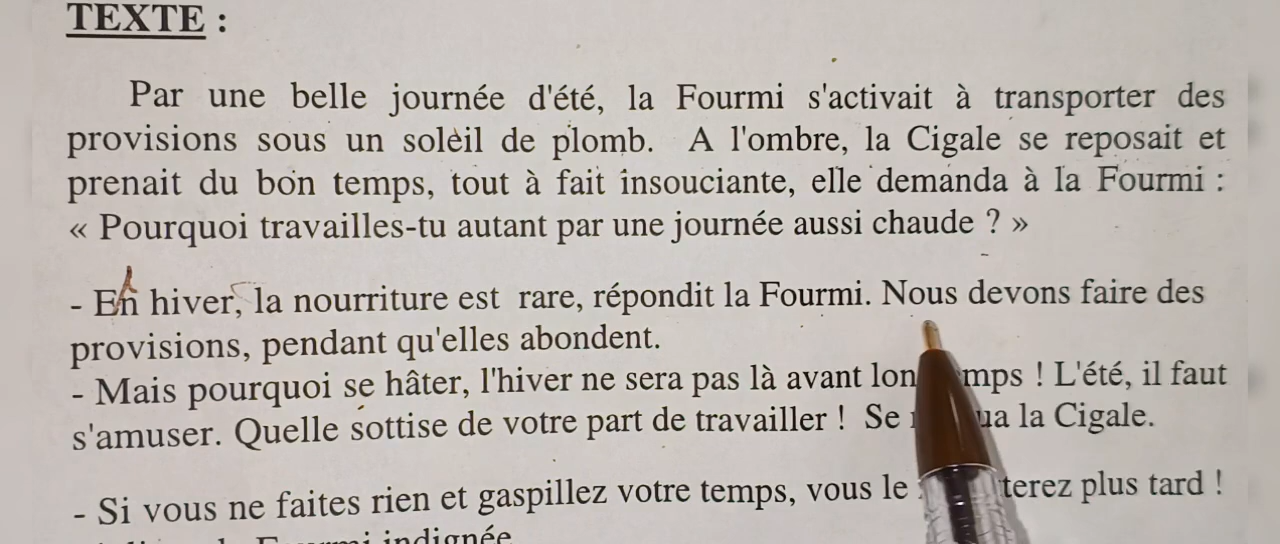 TEXTE :
Par une belle journée d'été, la Fourmi s'activait à transporter des
provisions sous un soleil de plomb. A l'ombre, la Cigale se reposait et
prenait du bon temps, tout à fait insouciante, elle demanda à la Fourmi :
« Pourquoi travailles-tu autant par une journée aussi chaude ? »
- En hiver, la nourriture est rare, répondit la Fourmi. Nous devons faire des
provisions, pendant qu'elles abondent.
- Mais pourquoi se hâter, l'hiver ne sera pas là avant ! L'été, il faut
s'amuser. Quelle sottise de votre part de travailler ! Se la Cigale.
- Si vous ne faites rien et gaspillez votre temps, vous le plus tard !
indignée